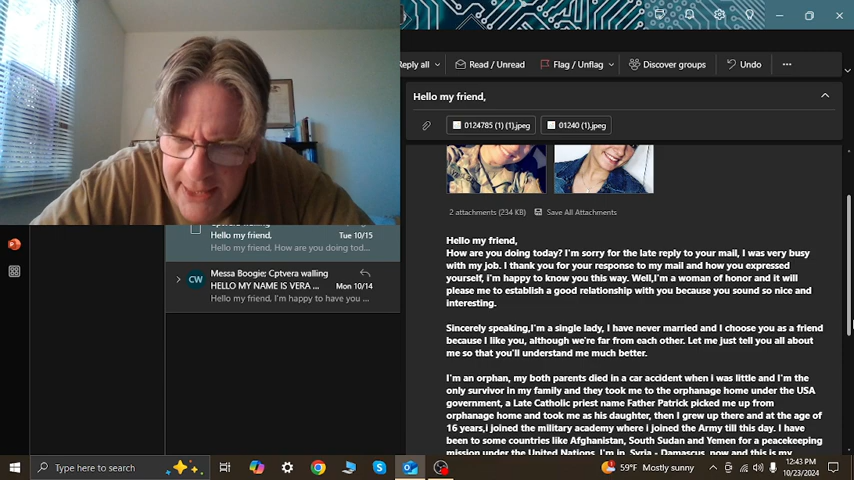 Reply all
Read / Unread
Flag / Unflag
Discover groups
Undo
Hello my friend,
0124785 (1) (1).jpeg
01240 (1).jpeg
2 attachments (234 KB)
Save All Attachments
Hello my friend,
Tue 10/15
Hello my friend, How are you doing tod...
Messa Boogie; Cptvera walling
CW
HELLO MY NAME IS VERA ...
Mon 10/14
Hello my friend, I'm happy to have you ...
Hello my friend,
How are you doing today? I'm sorry for the late reply to your mail, I was very busy
with my job. I thank you for your response to my mail and how you expressed
yourself, i'm happy to know you this way. Well,i'm a woman of honor and it will
please me to establish a good relationship with you because you sound so nice and
interesting.
Sincerely speaking,I'm a single lady, I have never married and I choose you as a friend
because I like you, although we're far from each other. Let me just tell you all about
me so that you'll understand me much better.
I'm an orphan, my both parents died in a car accident when i was little and I'm the
only survivor in my family and they took me to the orphanage home under the USA
government, a Late Catholic priest name Father Patrick picked me up from
orphanage home and took me as his daughter, then I grew up there and at the age of
16 years,i joined the military academy where i joined the Army till this day. I have
been to some countries like Afghanistan, South Sudan and Yemen for a peacekeeping
mission under the United Nations. I'm in, Syria - Damascus, now and this is my
Type here to search
59°F Mostly sunny
12:43 PM
10/23/2024